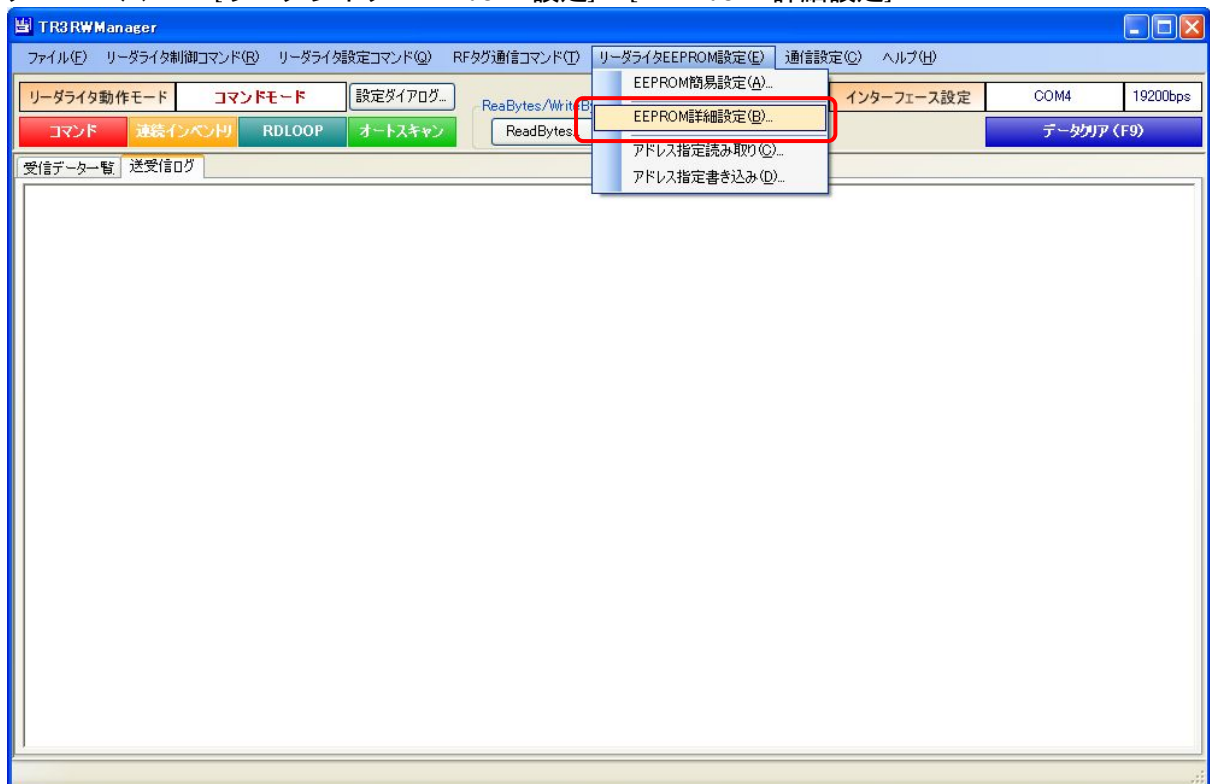 TR3RWManager
ファイル(F) リーダライタ制御コマンド(R) リーダライタ設定コマンド(Q) RFタグ通信コマンド(T) リーダライタEEPROM設定(E) 通信設定(C) ヘルプ(H)
EEPROM簡易設定(A)...
EEPROM詳細設定(B)...
アドレス指定読み取り(C)...
アドレス指定書き込み(D)...
リーダライタ動作モード コマンドモード 設定ダイアログ... ReaBytes/WriteB インターフェース設定 COM4 19200bps
コマンド 連続インベントリ RDLOOP オートスキャン ReadBytes. データクリア(F9)
受信データ一覧 送受信ログ